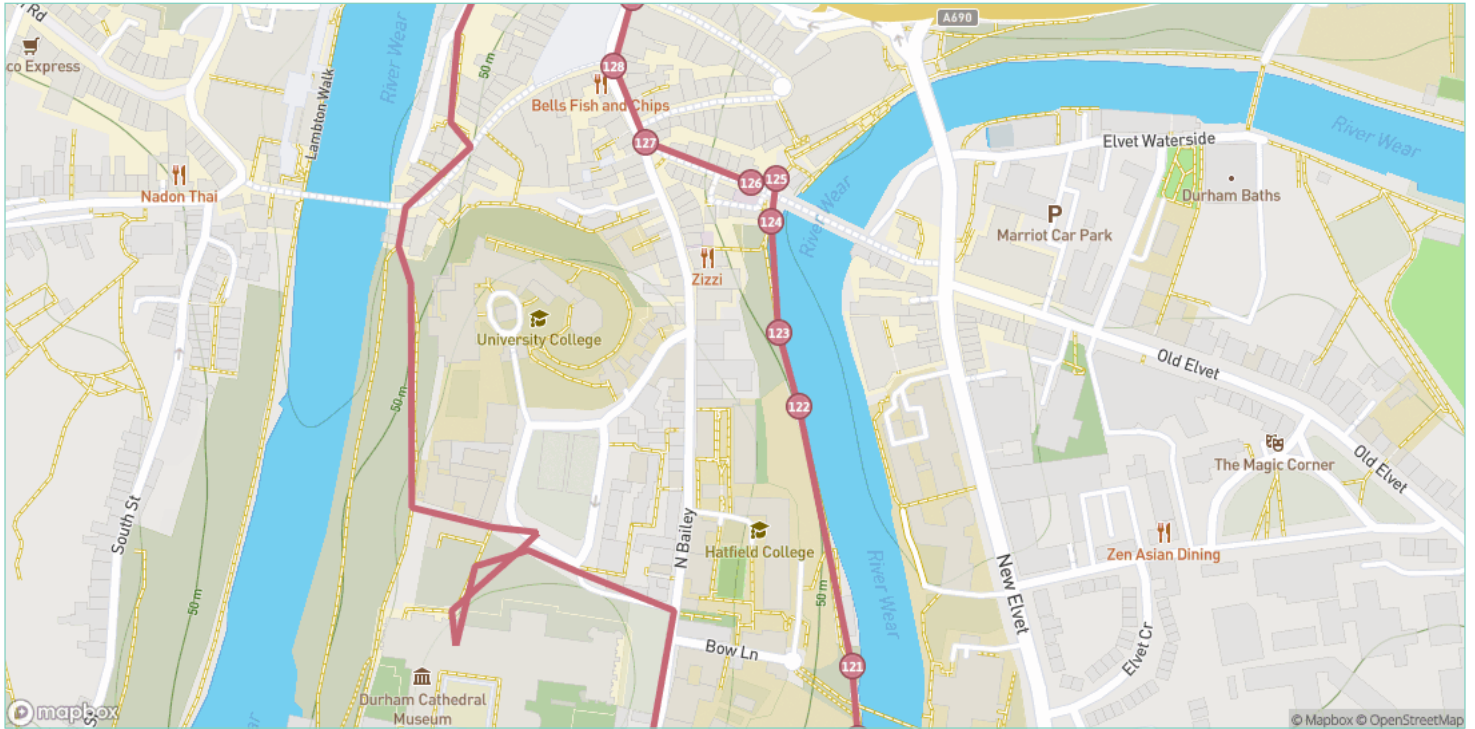 Rd
co Express
Lambton Walk
River Wear
50 m
128
Bells Fish and Chips
A690
127
Elvet Waterside
River Wear
Nadon Thai
126
125
Durham Baths
124
River Wear
P
Marriot Car Park
Zizzi
University College
123
50 m
122
Old Elvet
The Magic Corner
Old Elvet
South St
N Bailey
Hatfield College
Zen Asian Dining
New Elvet
50 m
50 m
River Wear
Elvet Cr
Bow Ln
121
Durham Cathedral
Museum
mapbox
© Mapbox © OpenStreetMap